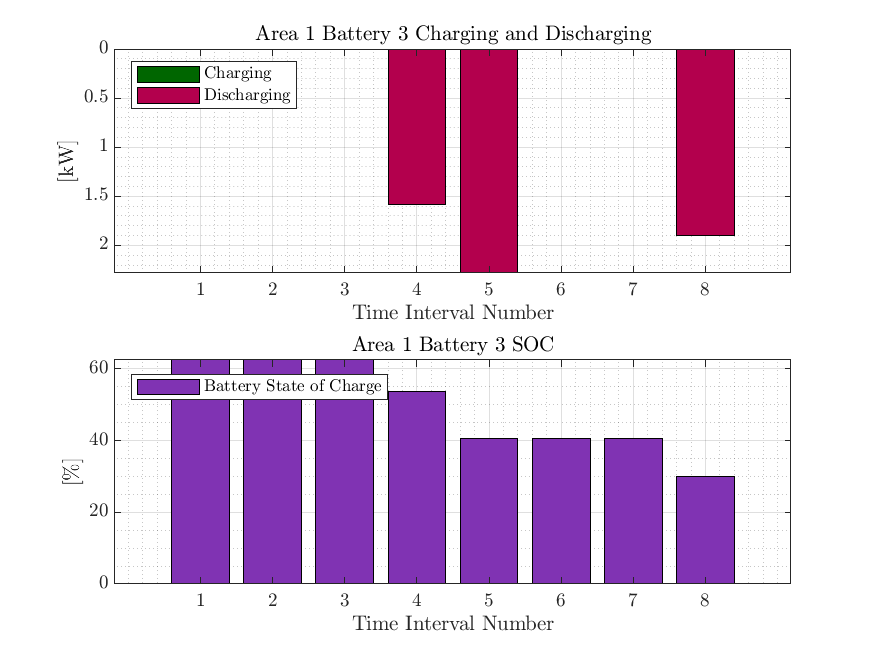 Area 1 Battery 3 Charging and Discharging
0
0.5
1
1.5
2
[kW]
Charging
Discharging
1 2 3 4 5 6 7 8
Time Interval Number
Area 1 Battery 3 SOC
60
40
20
0
[%]
Battery State of Charge
1 2 3 4 5 6 7 8
Time Interval Number